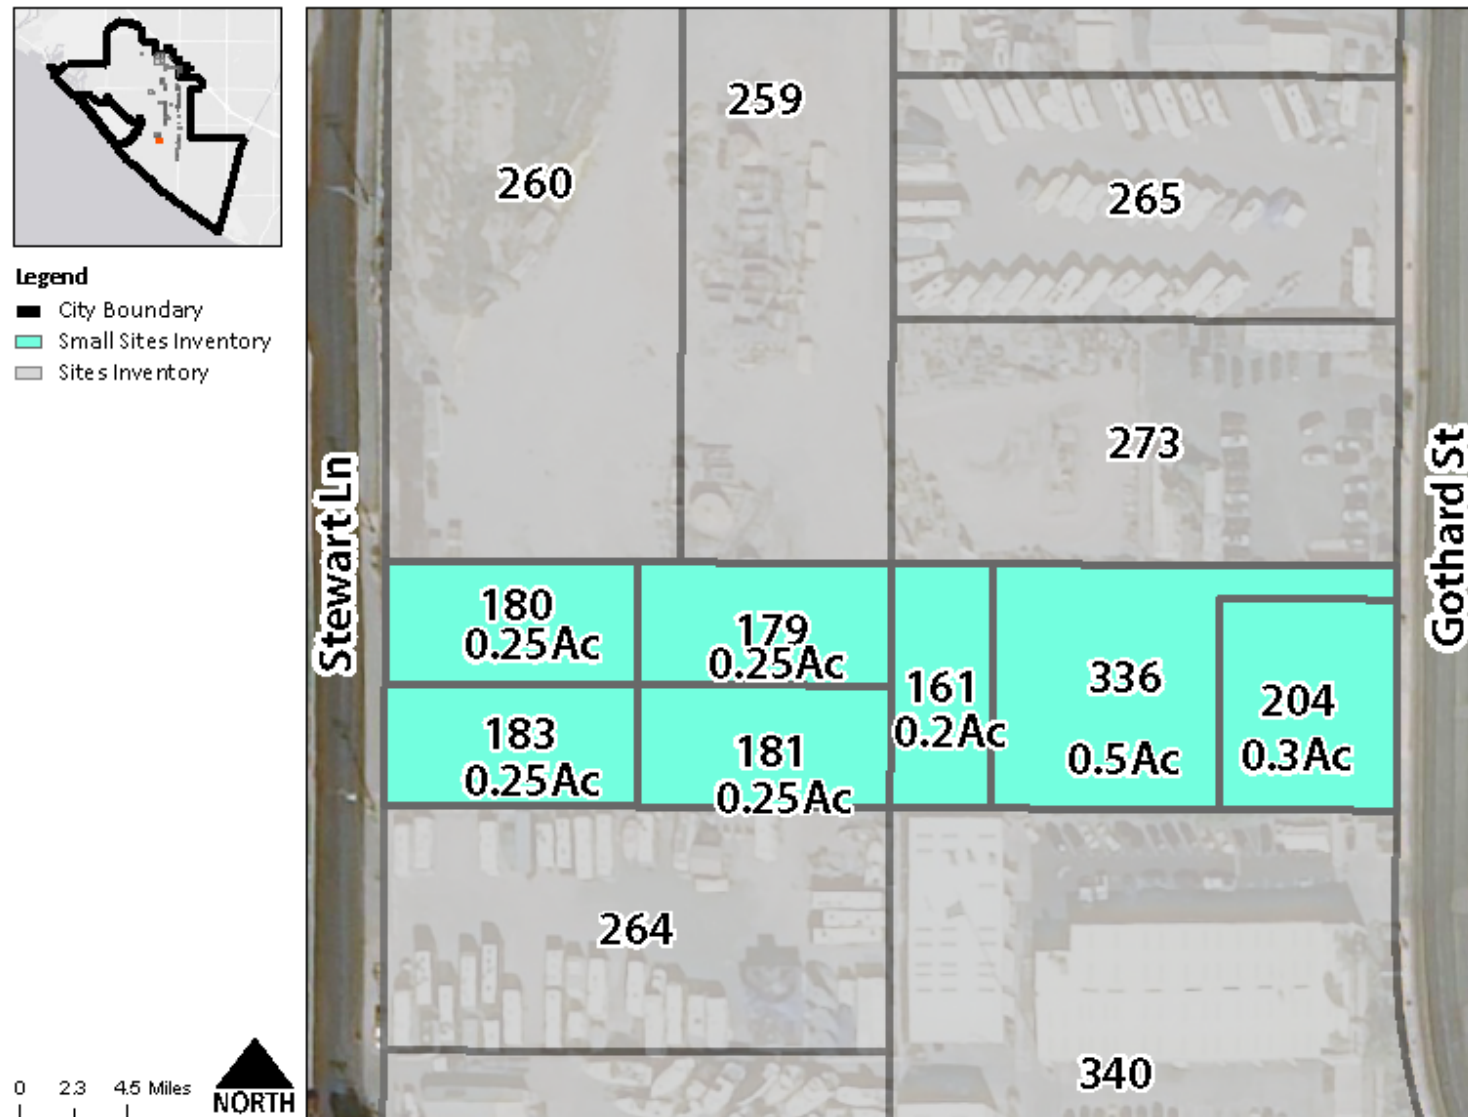 Legend
City Boundary
Small Sites Inventory
Sites Inventory
0 2.3 4.5 Miles
NORTH
Stewart Ln
Gothard St
259
260
265
273
180
0.25Ac
179
0.25Ac
161
0.2Ac
336
0.5Ac
204
0.3Ac
183
0.25Ac
181
0.25Ac
264
340